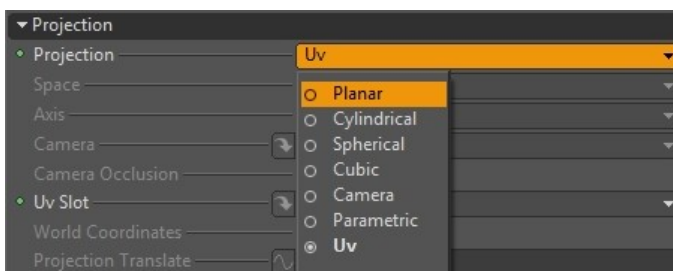 Projection
Projection Uv
Space Planar
Axis Cylindrical
Camera Spherical
Camera Occlusion Cubic
Uv Slot Camera
World Coordinates Parametric
Projection Translate Uv